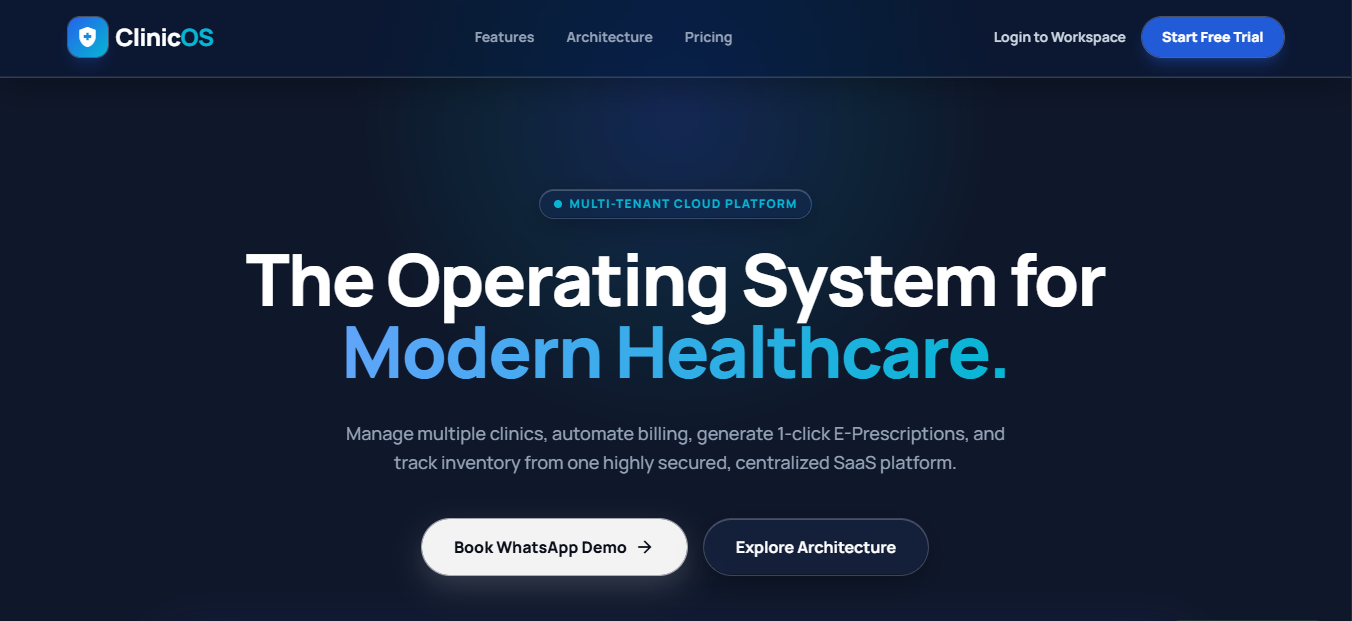 ClinicOS
Features
Architecture
Pricing
Login to Workspace
Start Free Trial
MULTI-TENANT CLOUD PLATFORM
The Operating System for
Modern Healthcare.
Manage multiple clinics, automate billing, generate 1-click E-Prescriptions, and
track inventory from one highly secured, centralized SaaS platform.
Book WhatsApp Demo →
Explore Architecture